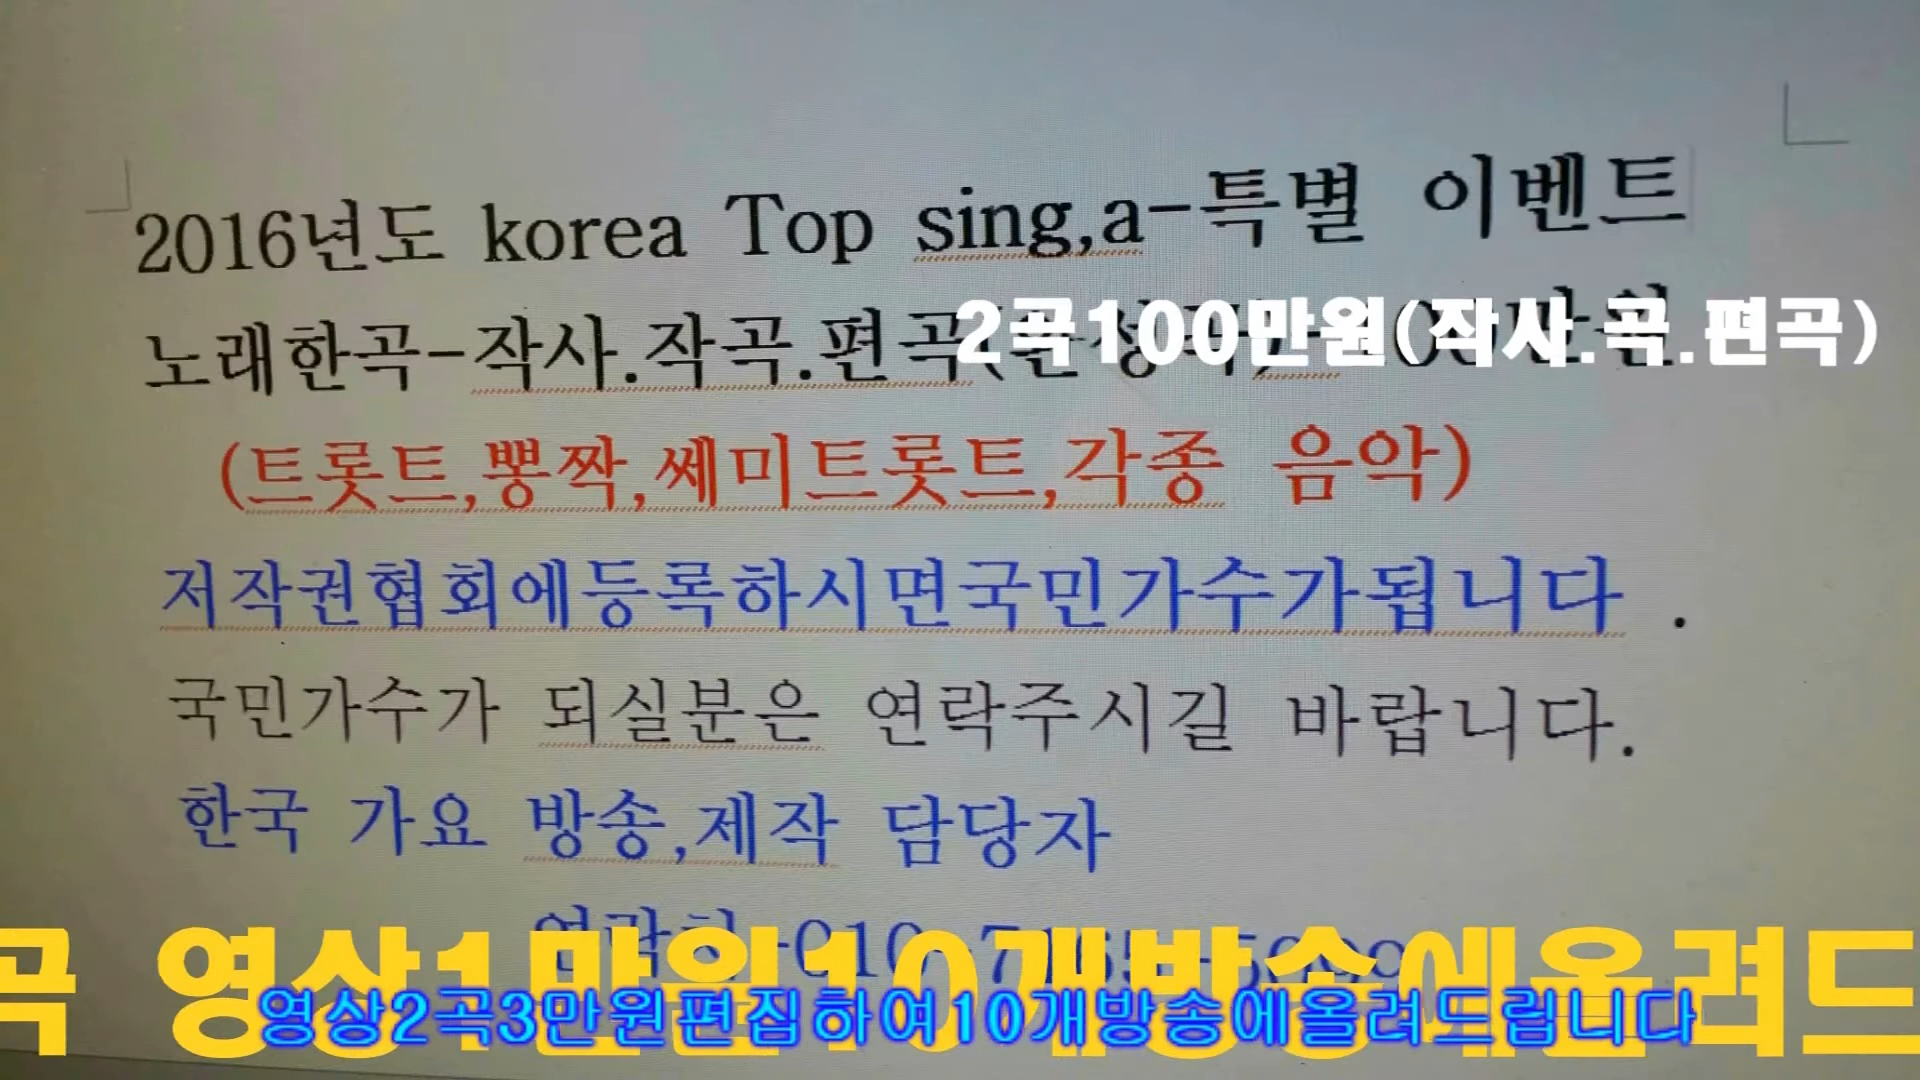 2016년도 korea Top sing,a-특별 이벤트
노래한곡-작사.작곡.편곡
2곡100만원(작사.곡.편곡)
(트롯트,뽕짝,쎄미트롯트,각종 음악)
저작권협회에등록하시면국민가수가됩니다 .
국민가수가 되실분은 연락주시길 바랍니다.
한국 가요 방송,제작 담당자
곡 영상1만원10개방송에올려드
영상2곡3만원편집하여10개방송에올려드립니다